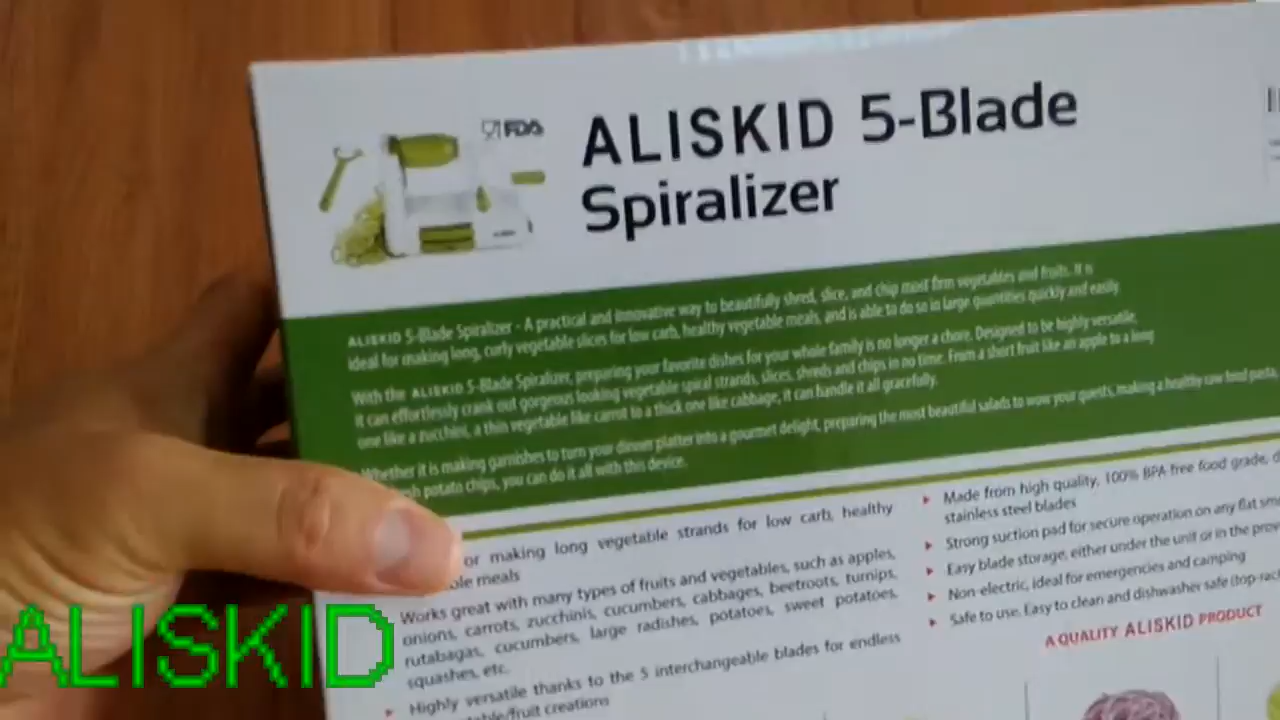 FDA
ALISKID 5-Blade
Spiralizer
ALISKID 5-Blade Spiralizer - A practical and innovative way to beautifully shred, slice, and chip most firm vegetables and fruits. It is
ideal for making long, curly vegetable slices for low carb, healthy vegetable meals, and is able to do so in large quantities quickly and easily
With the ALISKID 5-Blade Spiralizer, preparing your favorite dishes for your whole family is no longer a chore. Designed to be highly versatile,
it can effortlessly crank out gorgeous looking vegetable spiral strands, slices, shreds and chips in no time. From a short fruit like an apple to a long
one like a zucchini, a thin vegetable like carrot to a thick one like cabbage, it can handle it all gracefully.
Whether it is making garnishes to turn your dinner platter into a gourmet delight, preparing the most beautiful salads to wow your guests, making a healthy raw food pasta,
potato chips, you can do it all with this device.
or making long vegetable strands for low carb, healthy
meals
Works great with many types of fruits and vegetables, such as apples,
onions, carrots, zucchinis, cucumbers, cabbages, beetroots, turnips,
rutabagas, cucumbers, large radishes, potatoes, sweet potatoes,
squashes, etc.
Highly versatile thanks to the 5 interchangeable blades for endless
creations
Made from high quality, 100% BPA free food grade,
stainless steel blades
Strong suction pad for secure operation on any flat
Easy blade storage, either under the unit or in the
Non-electric, ideal for emergencies and camping
Safe to use. Easy to clean and dishwasher safe
A QUALITY ALISKID PRODUCT
ALISKID